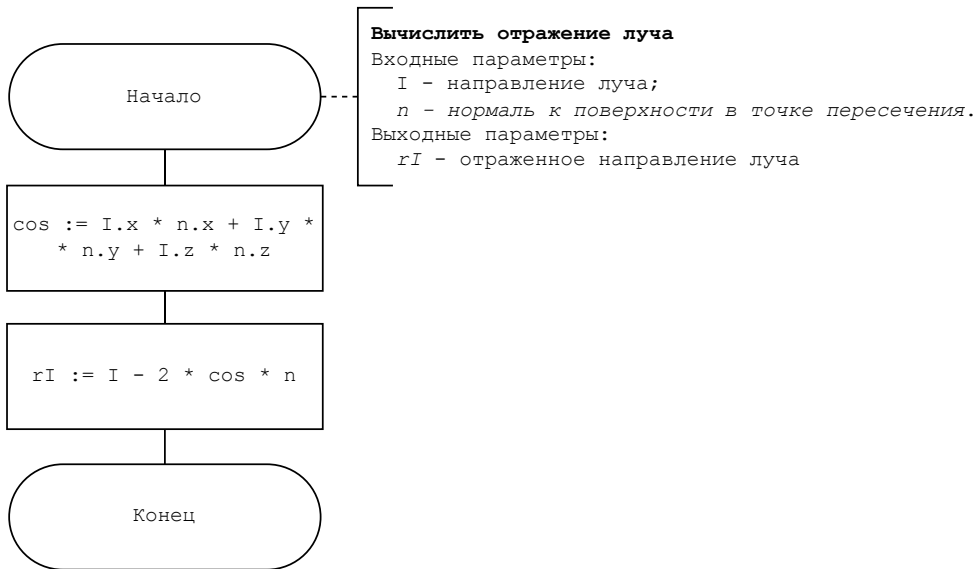 Начало
Вычислить отражение луча
Входные параметры:
I - направление луча;
n - нормаль к поверхности в точке пересечения.
Выходные параметры:
rI - отраженное направление луча
cos := I.x * n.x + I.y *
* n.y + I.z * n.z
rI := I - 2 * cos * n
Конец